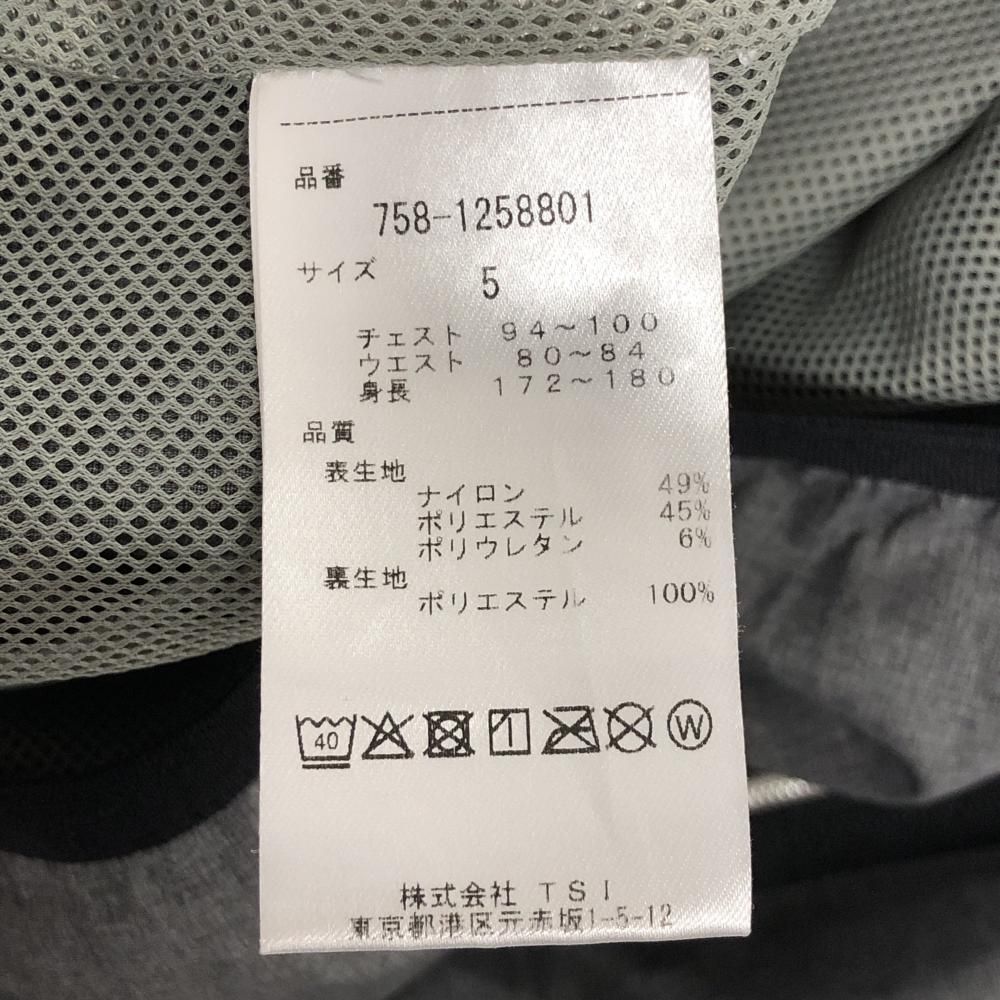 品番
758-1258801
サイズ 5
チェスト 94～100
ウエスト 80～84
身長 172～180
品質
表生地
ナイロン 49%
ポリエステル 45%
ポリウレタン 6%
裏生地
ポリエステル 100%
40 W
株式会社 TSI
東京都港区元赤坂1-5-12